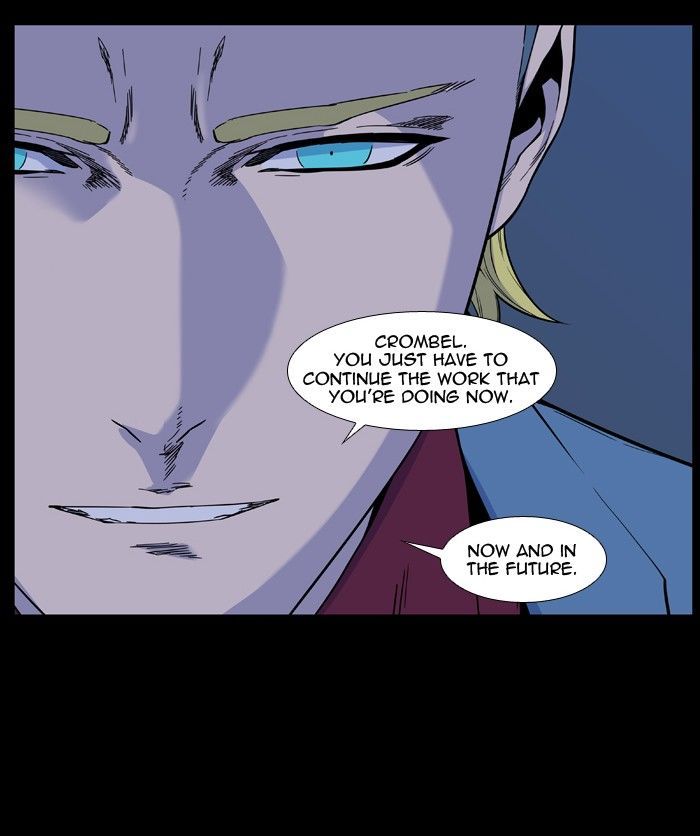 CROMBEL.
YOU JUST HAVE TO
CONTINUE THE WORK THAT
YOU'RE DOING NOW.
NOW AND IN
THE FUTURE.